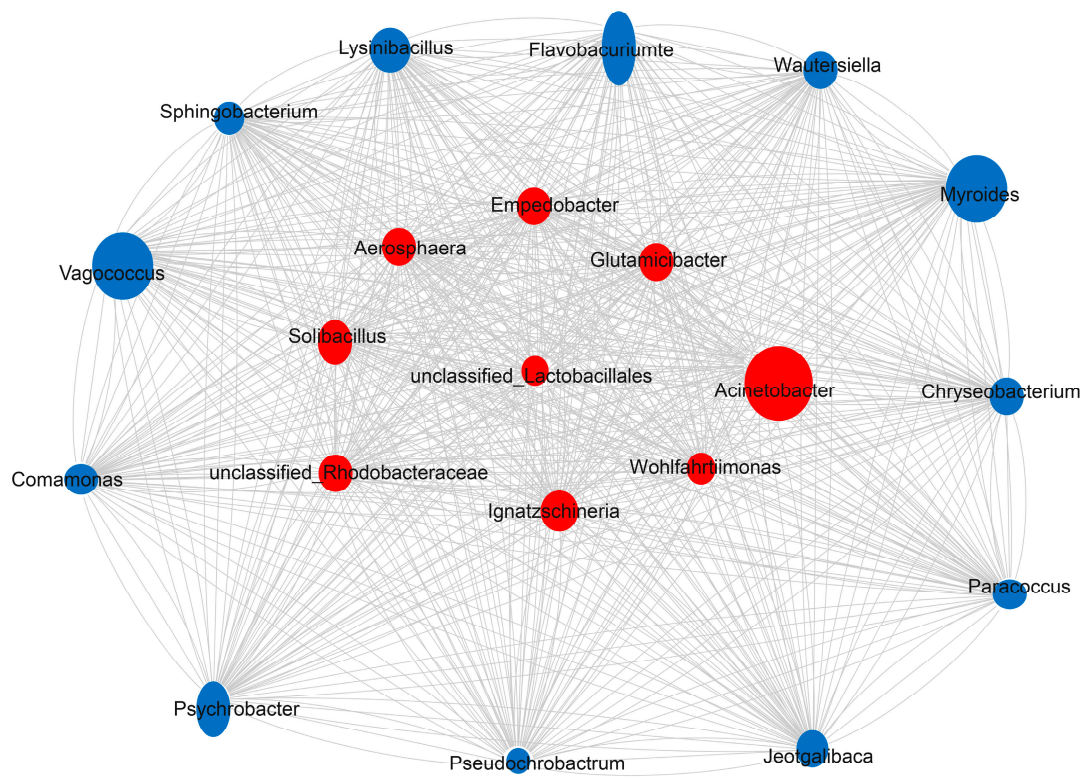 Lysinibacillus
Flavobacuriumte
Wautersiella
Sphingobacterium
Myroides
Empedobacter
Aerosphaera
Glutamicibacter
Vagococcus
Solibacillus
unclassified_Lactobacillales
Acinetobacter
Chryseobacterium
Comamonas
unclassified_Rhodobacteraceae
Wohlfahrtiimonas
Ignatzschineria
Paracoccus
Psychrobacter
Pseudochrobactrum
Jeotgalibaca